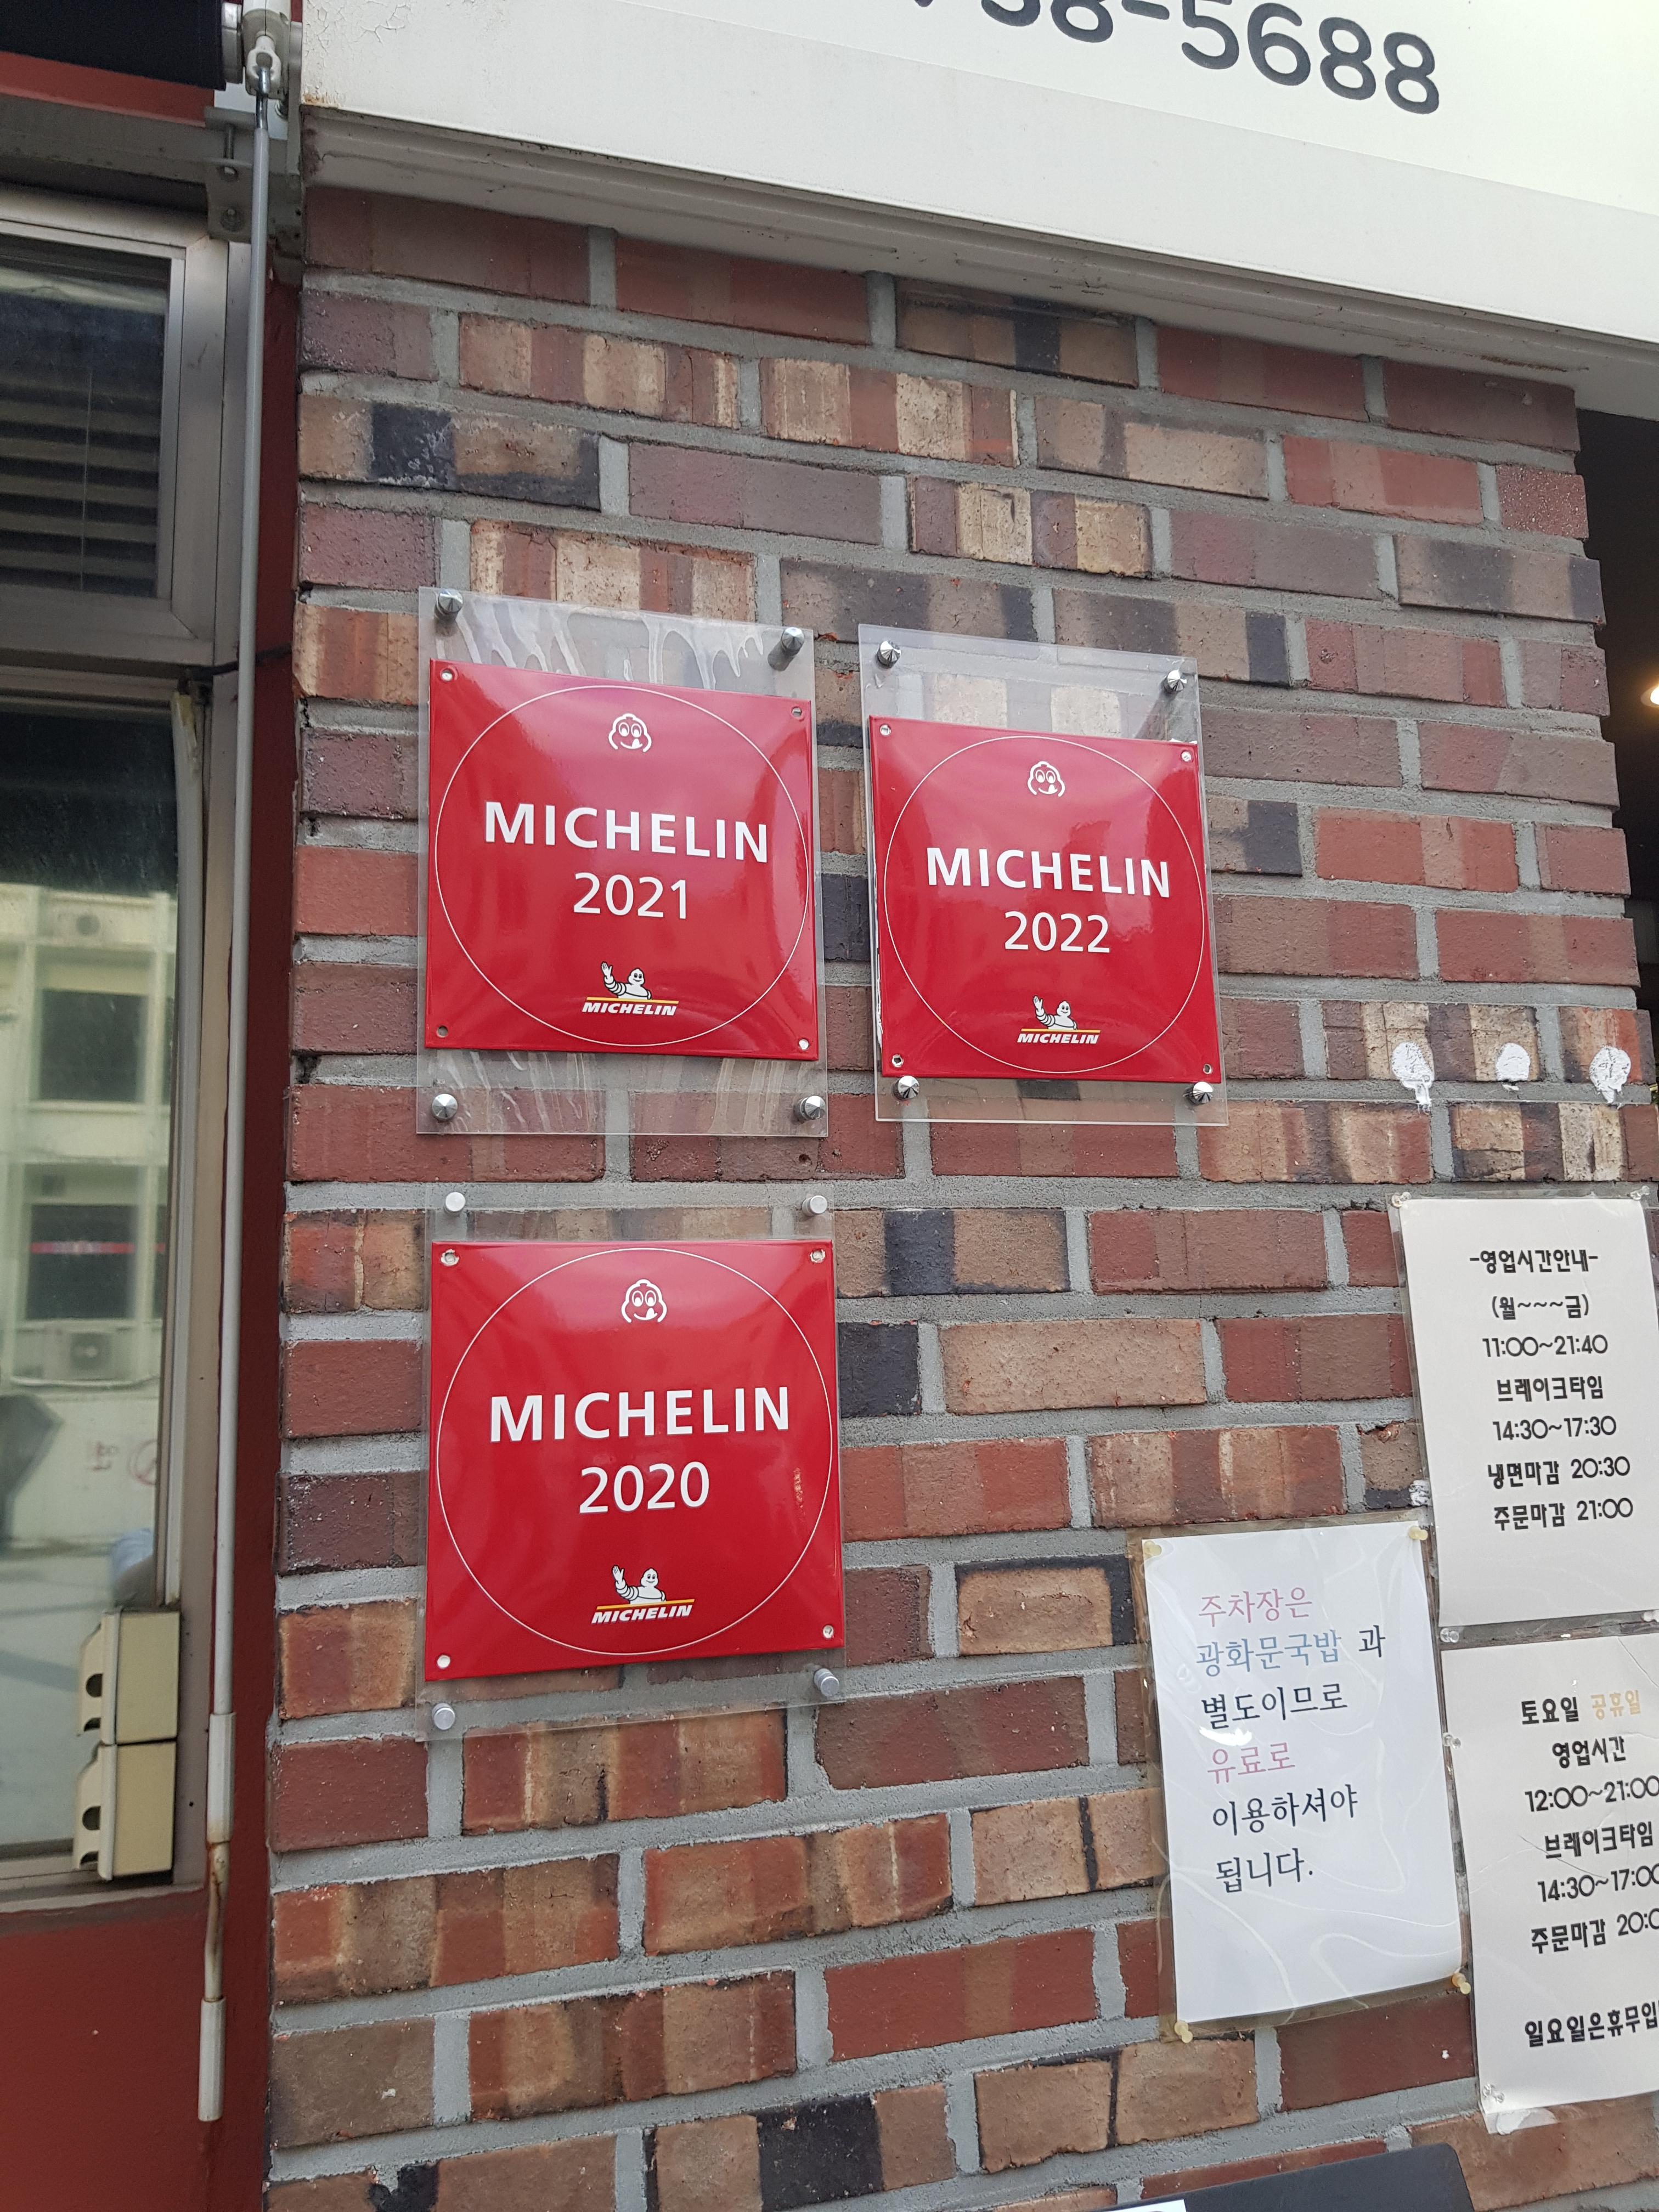 8-5688
MICHELIN
2021
MICHELIN
MICHELIN
2022
MICHELIN
MICHELIN
2020
MICHELIN
-영업시간안내-
(월~~~금)
11:00~21:40
브레이크타임
14:30~17:30
냉면마감 20:30
주문마감 21:00
주차장은
광화문국밥 과
별도이므로
유료로
이용하셔야
됩니다.
토요일 공휴일
영업시간
12:00~21:00
브레이크타임
14:30~17:00
주문마감 20:0
일요일은휴무입